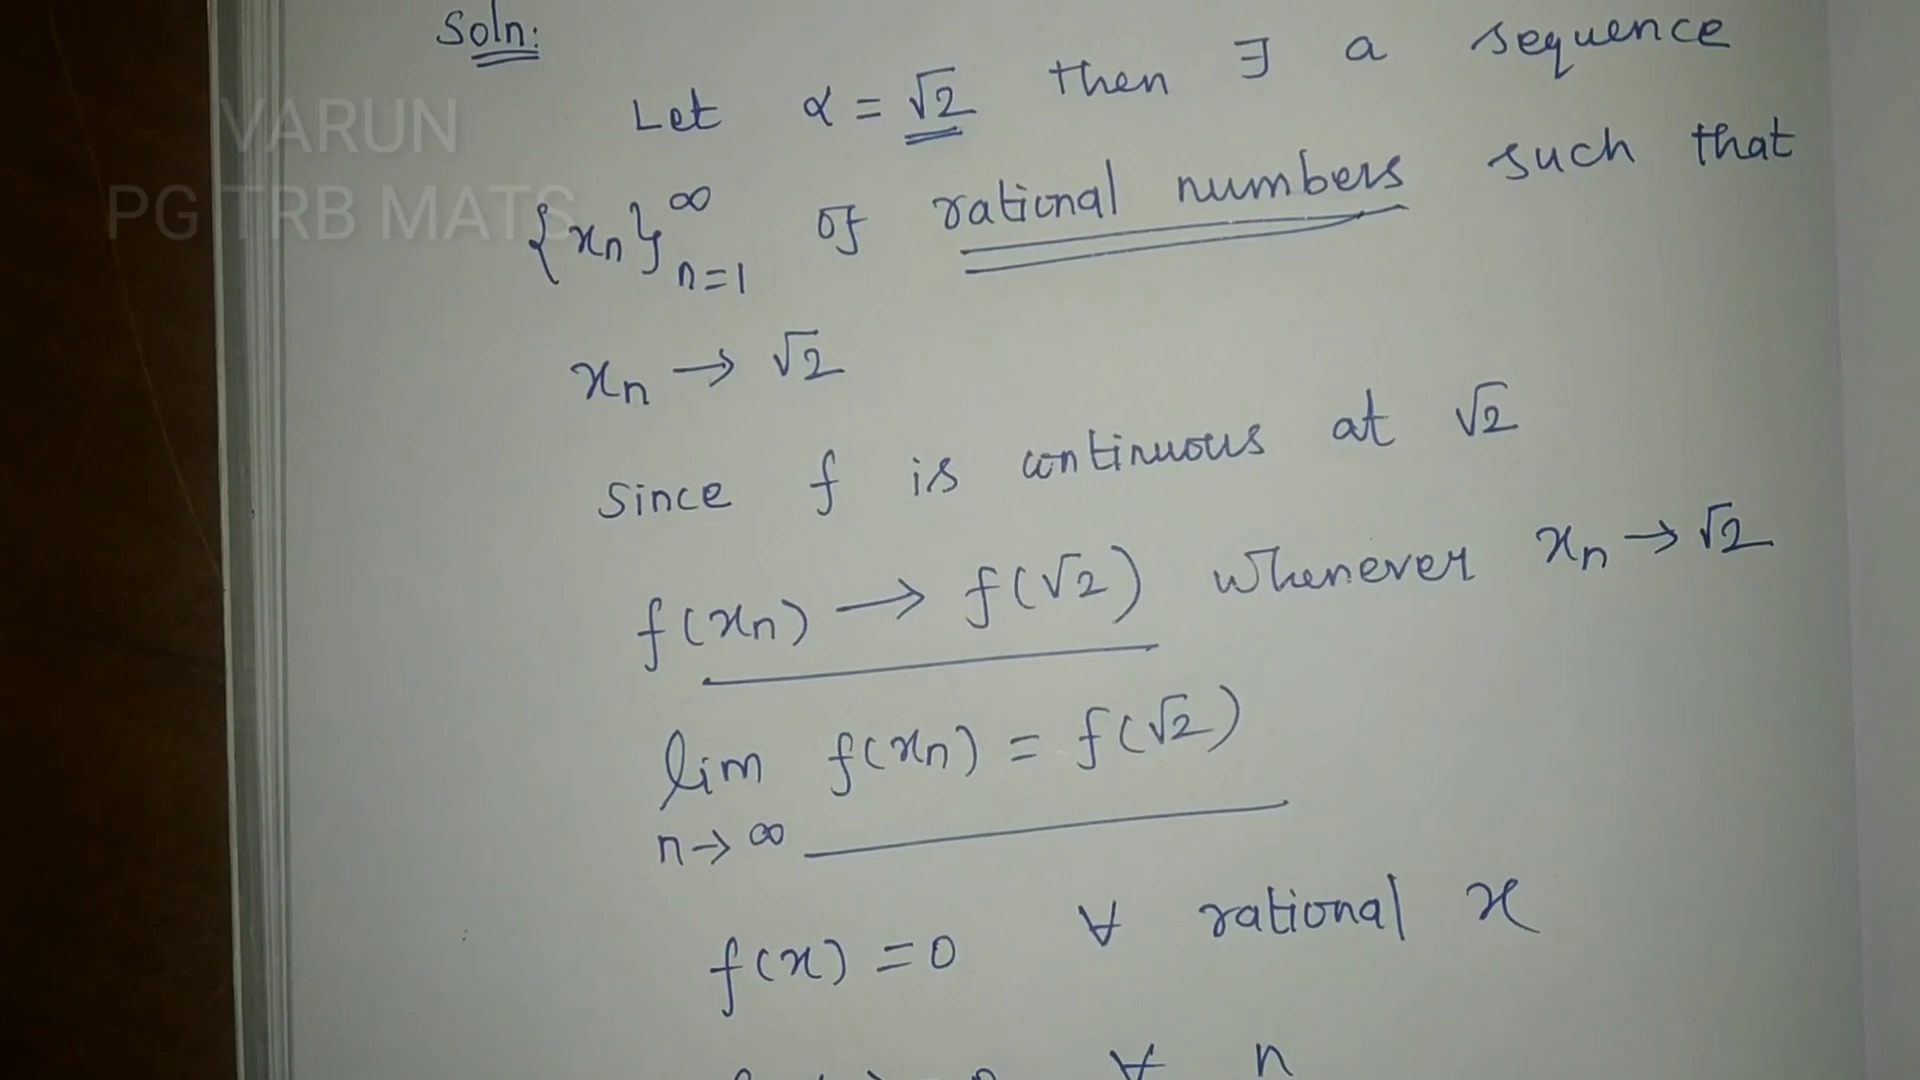 Soln:
Let α = √2 then ∃ a sequence
{xn}∞n=1 of rational numbers such that
xn → √2
Since f is continuous at √2
f(xn) → f(√2) whenever xn → √2
lim f(xn) = f(√2)
n→∞
f(x) = 0 ∀ rational x
∀ n
VARUN
PG TRB MATS